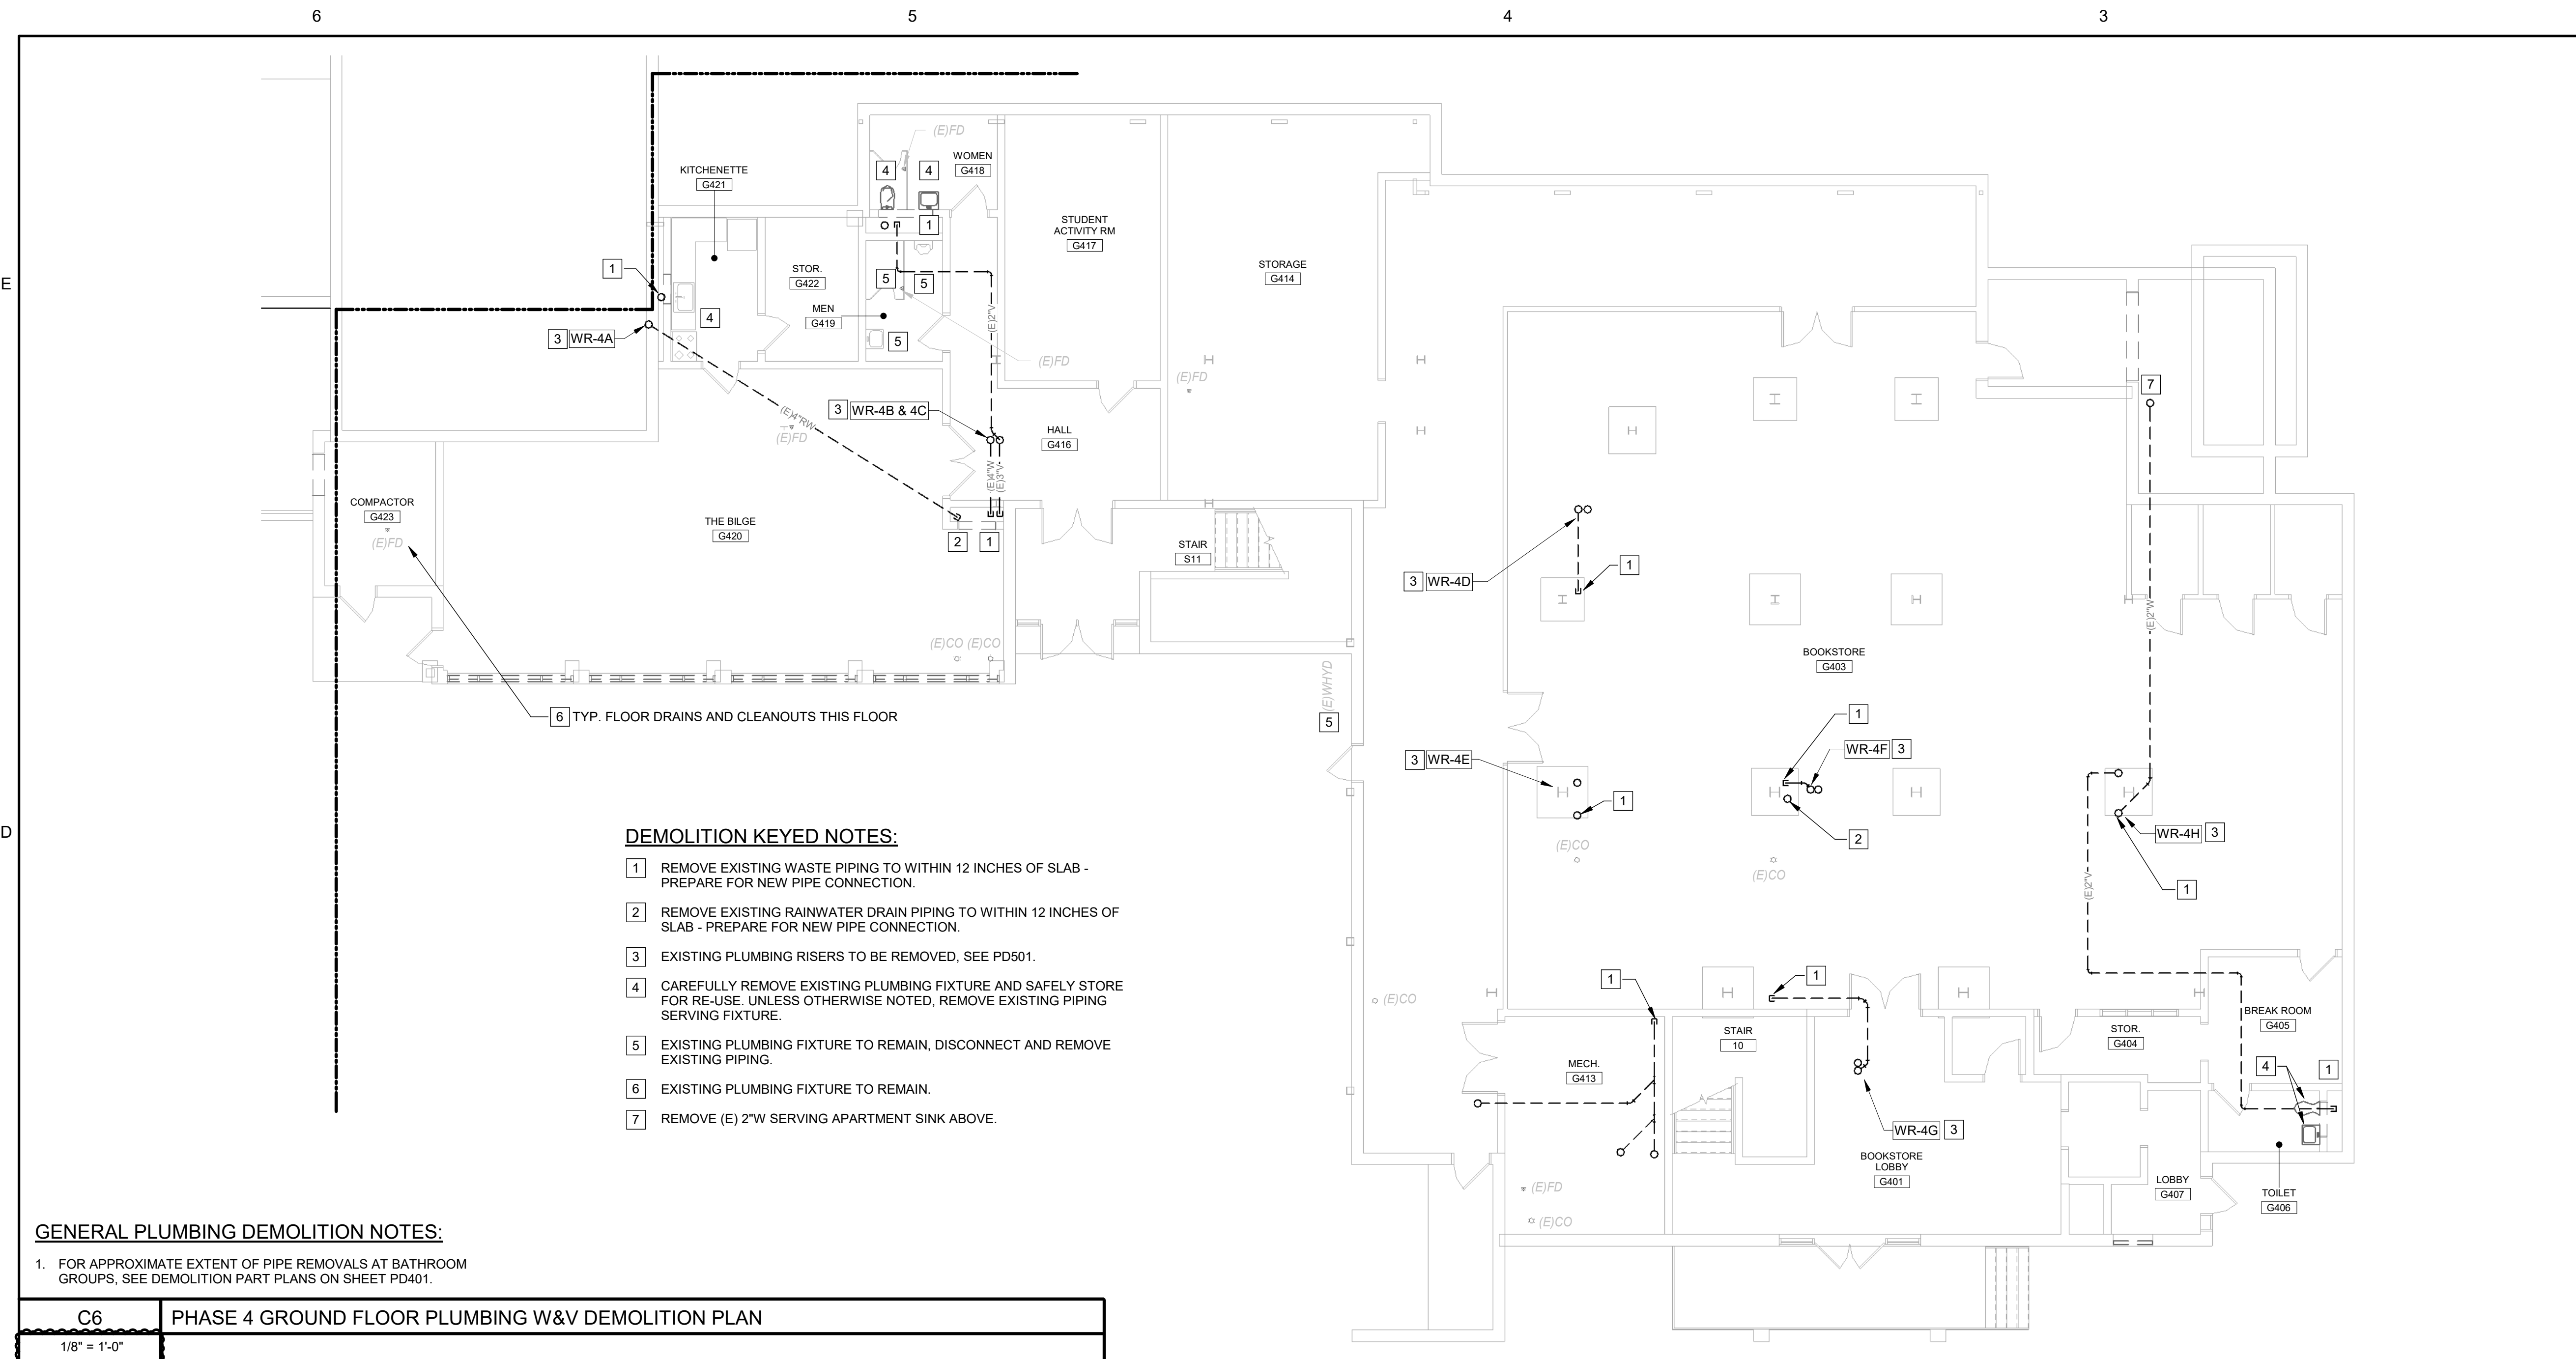 6
5
4
3
E
D
(E)FD
WOMEN
G418
4
4
1
KITCHENETTE
G421
STUDENT
ACTIVITY RM
G417
STORAGE
G414
1
STOR.
G422
5
5
MEN
G419
4
5
(E)2"V
3 WR-4A
(E)FD
(E)FD
7
(E)4"RW
(E)FD
3 WR-4B & 4C
HALL
G416
(E)4"W
(E)3"V
COMPACTOR
G423
(E)FD
THE BILGE
G420
2
1
STAIR
S11
3 WR-4D
1
(E)2"W
(E)CO (E)CO
BOOKSTORE
G403
(E)WHYD
5
6 TYP. FLOOR DRAINS AND CLEANOUTS THIS FLOOR
1
WR-4F 3
3 WR-4E
1
2
WR-4H 3
(E)CO
(E)CO
1
(E)2"V
DEMOLITION KEYED NOTES:
1 REMOVE EXISTING WASTE PIPING TO WITHIN 12 INCHES OF SLAB -
PREPARE FOR NEW PIPE CONNECTION.
2 REMOVE EXISTING RAINWATER DRAIN PIPING TO WITHIN 12 INCHES OF
SLAB - PREPARE FOR NEW PIPE CONNECTION.
3 EXISTING PLUMBING RISERS TO BE REMOVED, SEE PD501.
4 CAREFULLY REMOVE EXISTING PLUMBING FIXTURE AND SAFELY STORE
FOR RE-USE. UNLESS OTHERWISE NOTED, REMOVE EXISTING PIPING
SERVING FIXTURE.
5 EXISTING PLUMBING FIXTURE TO REMAIN, DISCONNECT AND REMOVE
EXISTING PIPING.
6 EXISTING PLUMBING FIXTURE TO REMAIN.
7 REMOVE (E) 2"W SERVING APARTMENT SINK ABOVE.
1
1
(E)CO
STAIR
10
MECH.
G413
BREAK ROOM
G405
STOR.
G404
4
1
WR-4G 3
BOOKSTORE
LOBBY
G401
LOBBY
G407
TOILET
G406
(E)FD
(E)CO
GENERAL PLUMBING DEMOLITION NOTES:
1. FOR APPROXIMATE EXTENT OF PIPE REMOVALS AT BATHROOM
GROUPS, SEE DEMOLITION PART PLANS ON SHEET PD401.
C6 PHASE 4 GROUND FLOOR PLUMBING W&V DEMOLITION PLAN
1/8" = 1'-0"